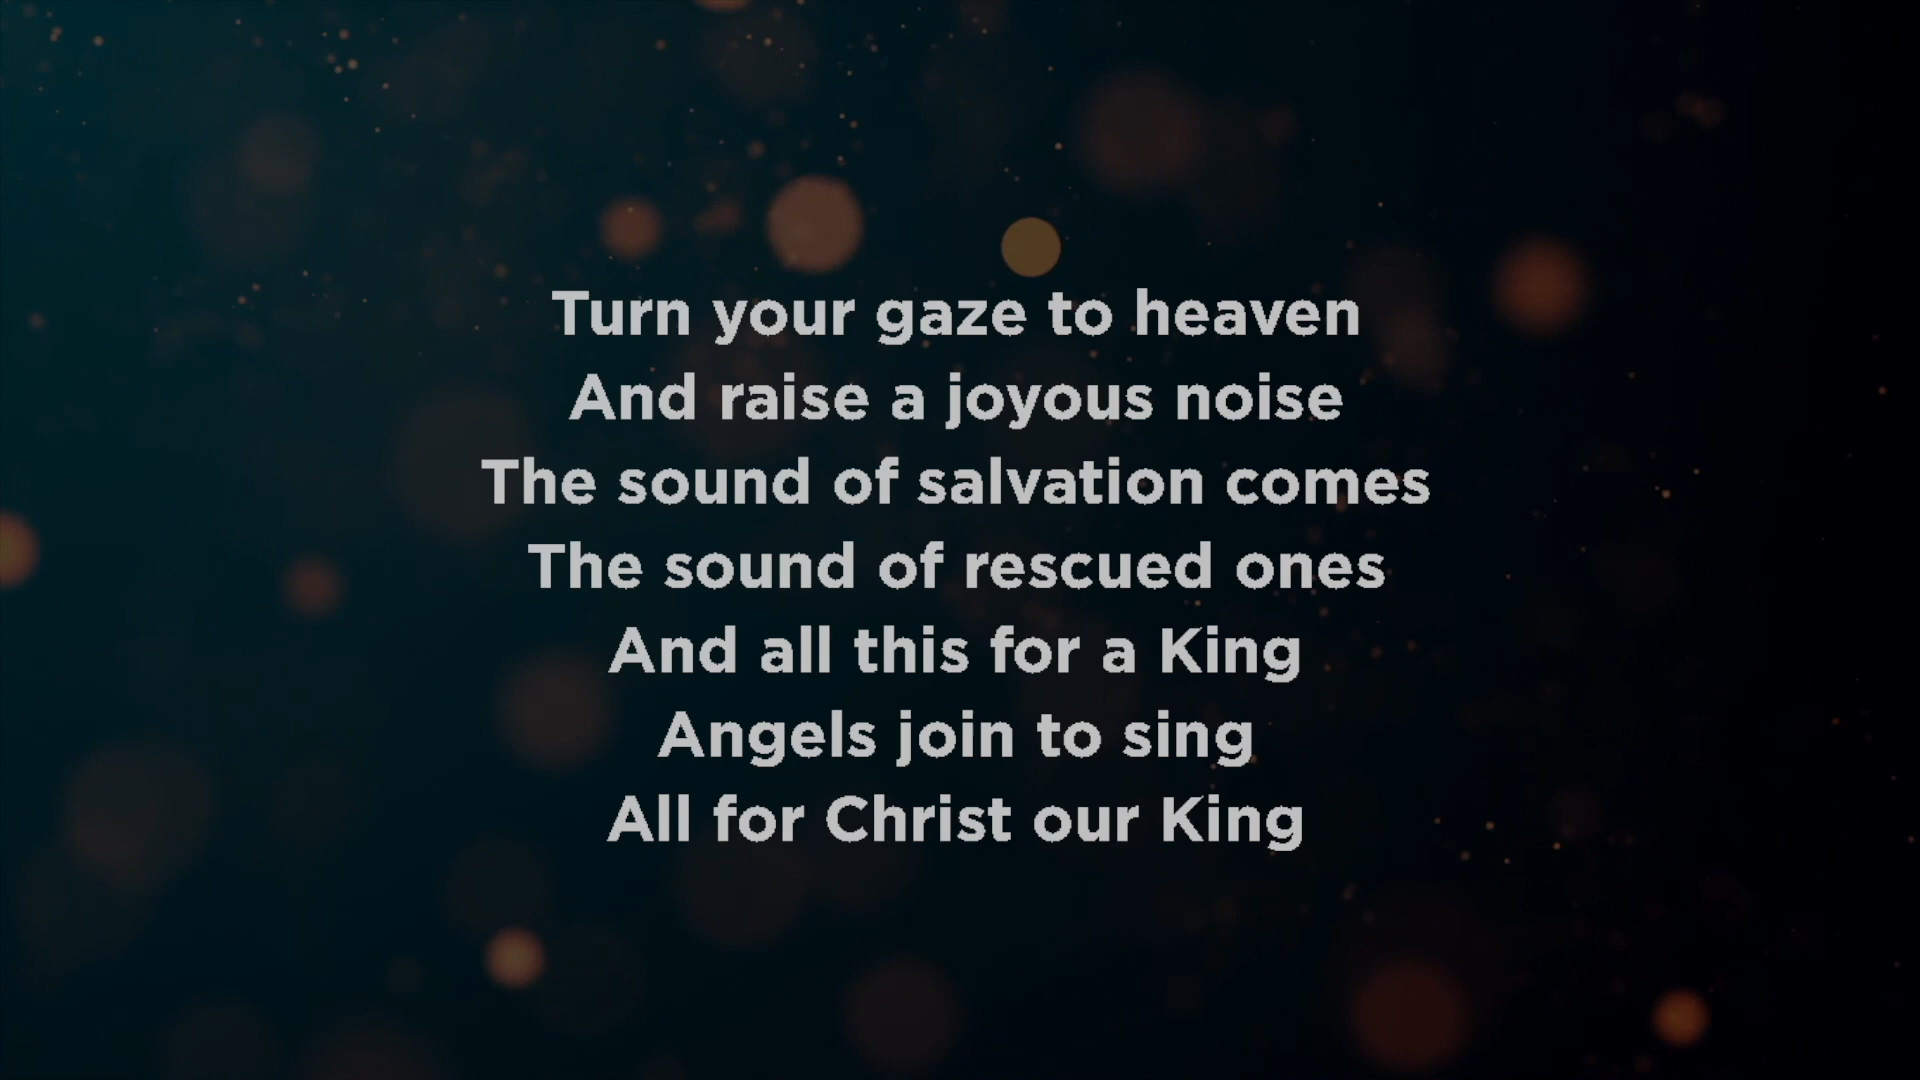 Turn your gaze to heaven
And raise a joyous noise
The sound of salvation comes
The sound of rescued ones
And all this for a King
Angels join to sing
All for Christ our King